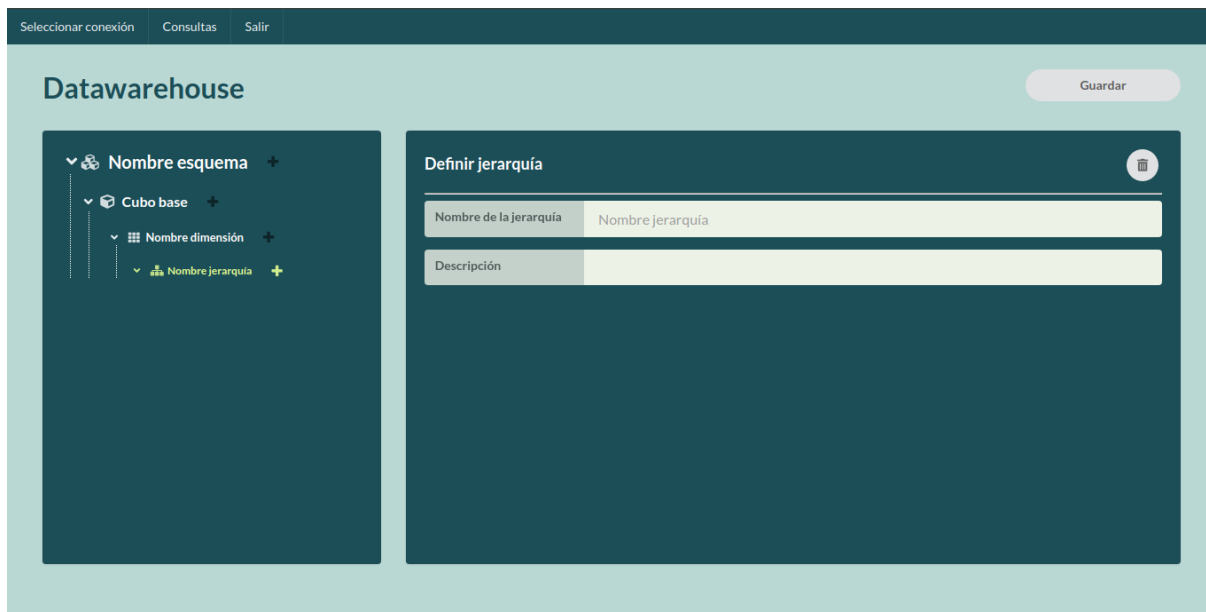 Seleccionar conexión Consultas Salir
Datawarehouse
Guardar
Nombre esquema
Cubo base
Nombre dimensión
Nombre jerarquía
Definir jerarquía
Nombre de la jerarquía Nombre jerarquía
Descripción